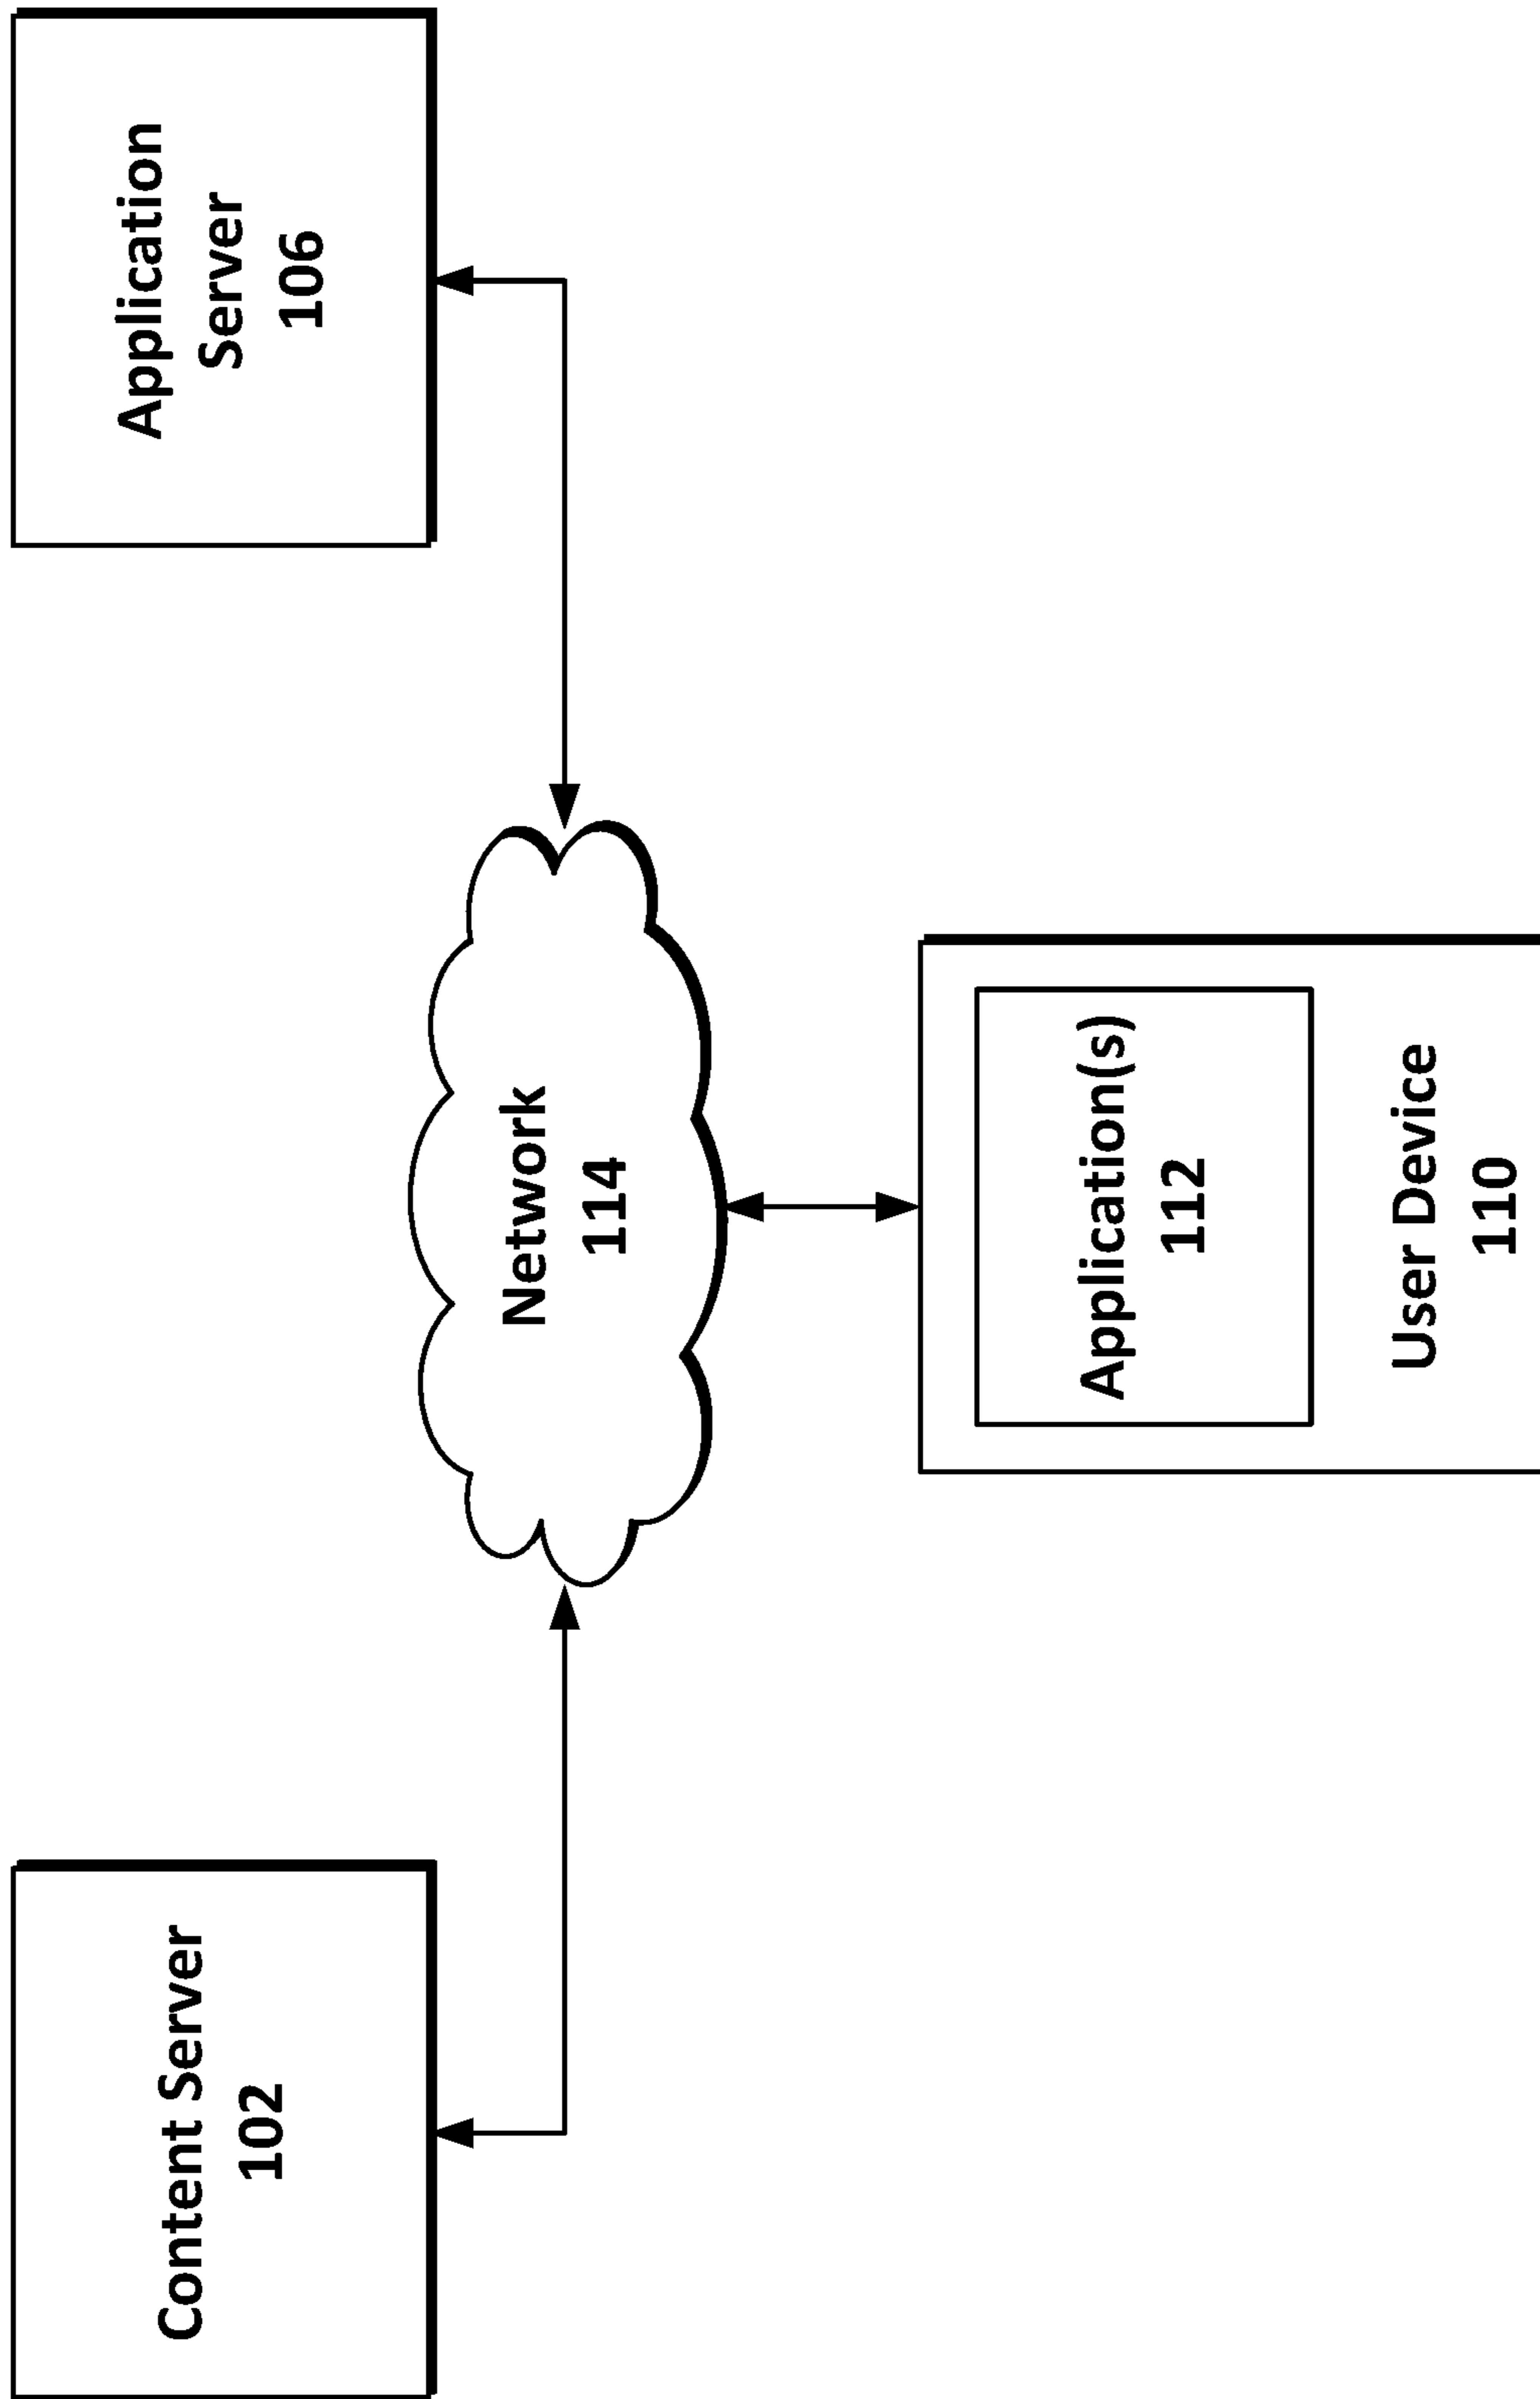 Content Server
102
Application
Server
106
Network
114
Application(s)
112
User Device
110